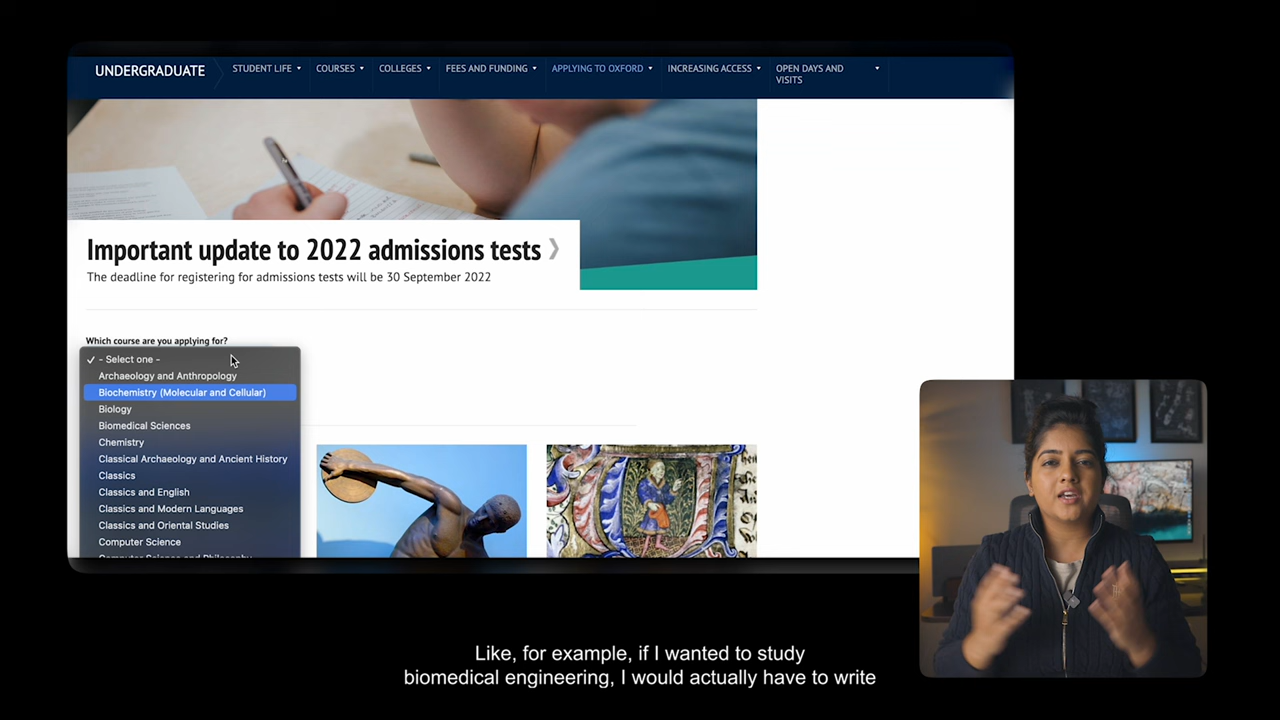 UNDERGRADUATE
STUDENT LIFE
COURSES
COLLEGES
FEES AND FUNDING
APPLYING TO OXFORD
INCREASING ACCESS
OPEN DAYS AND
VISITS
Important update to 2022 admissions tests
The deadline for registering for admissions tests will be 30 September 2022
Which course are you applying for?
- Select one -
Archaeology and Anthropology
Biochemistry (Molecular and Cellular)
Biology
Biomedical Sciences
Chemistry
Classical Archaeology and Ancient History
Classics
Classics and English
Classics and Modern Languages
Classics and Oriental Studies
Computer Science
Computer Science and Philosophy
Like, for example, if I wanted to study
biomedical engineering, I would actually have to write